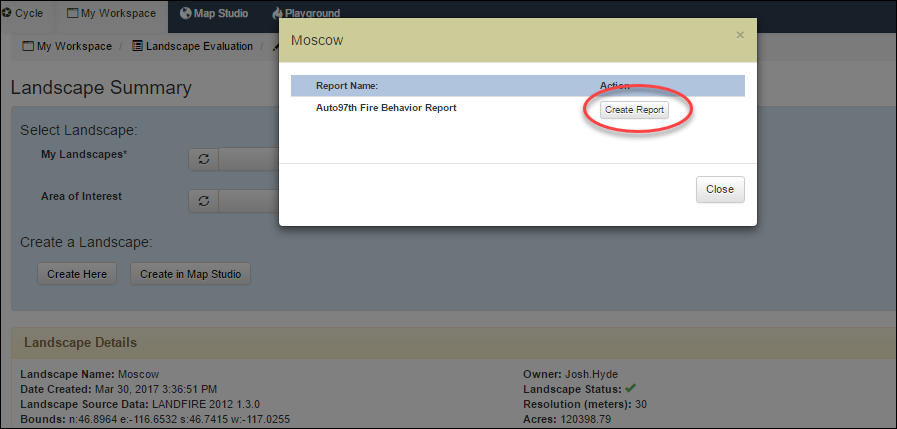 Cycle My Workspace Map Studio Playground
My Workspace / Landscape Evaluation /
Landscape Summary
Select Landscape:
My Landscapes*
Area of Interest
Create a Landscape:
Create Here Create in Map Studio
Moscow ×
Report Name: Action
Auto97th Fire Behavior Report Create Report
Close
Landscape Details
Landscape Name: Moscow
Date Created: Mar 30, 2017 3:36:51 PM
Landscape Source Data: LANDFIRE 2012 1.3.0
Bounds: n:46.8964 e:-116.6532 s:46.7415 w:-117.0255
Owner: Josh.Hyde
Landscape Status:
Resolution (meters): 30
Acres: 120398.79